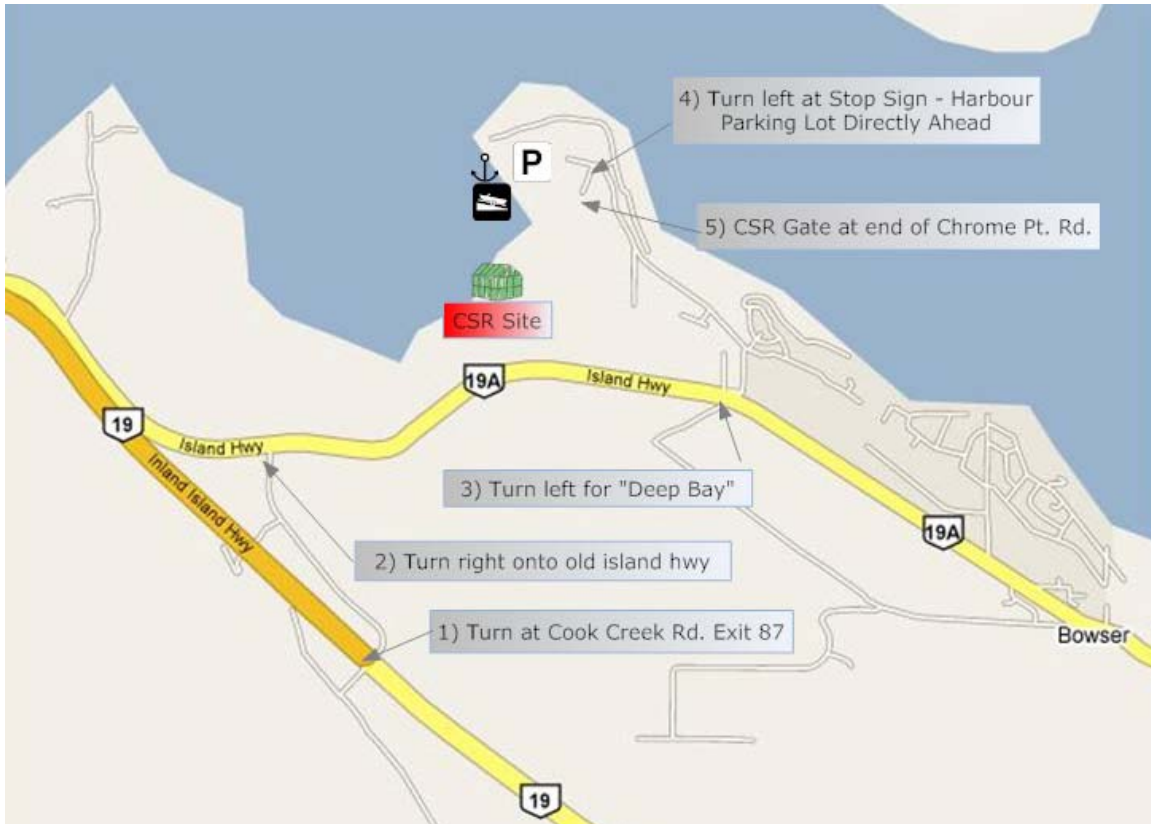 4) Turn left at Stop Sign - Harbour
Parking Lot Directly Ahead
P
5) CSR Gate at end of Chrome Pt. Rd.
CSR Site
19A
Island Hwy
19
Island Hwy
Inland Island Hwy
3) Turn left for "Deep Bay"
19A
2) Turn right onto old island hwy
1) Turn at Cook Creek Rd. Exit 87
Bowser
19